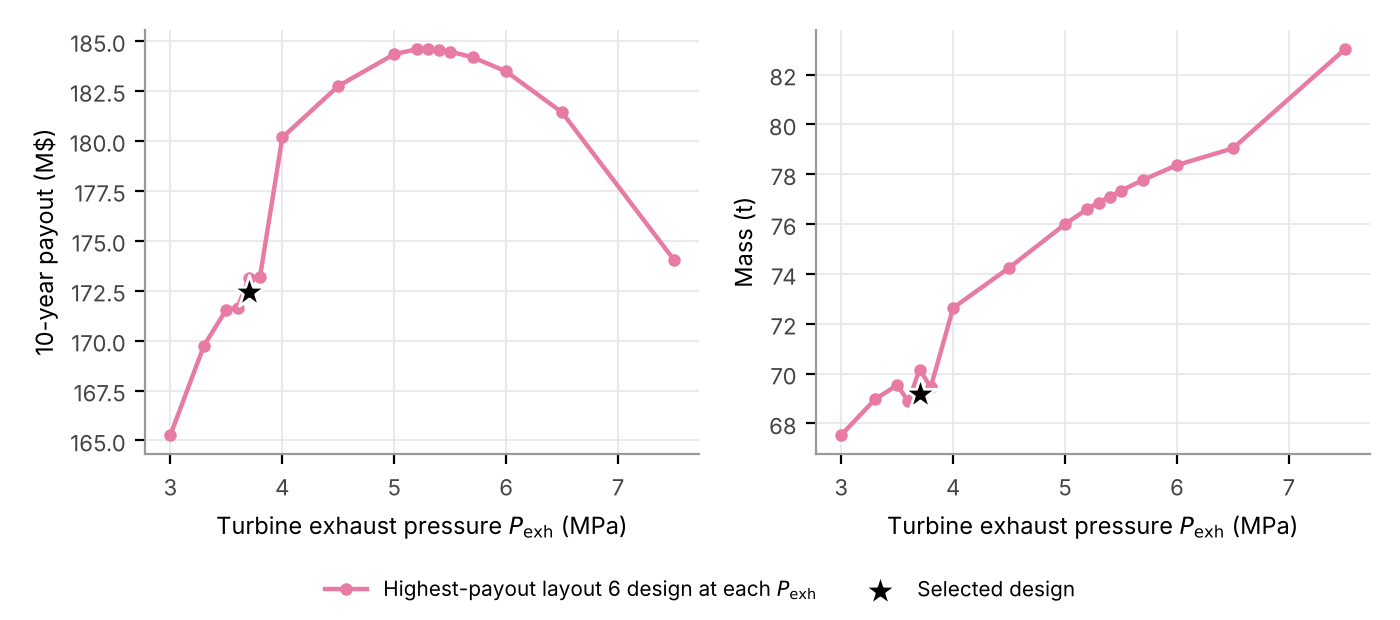 10-year payout (M$)
185.0
182.5
180.0
177.5
175.0
172.5
170.0
167.5
165.0
3 4 5 6 7
Turbine exhaust pressure P_exh (MPa)
Mass (t)
82
80
78
76
74
72
70
68
3 4 5 6 7
Turbine exhaust pressure P_exh (MPa)
Highest-payout layout 6 design at each P_exh
Selected design